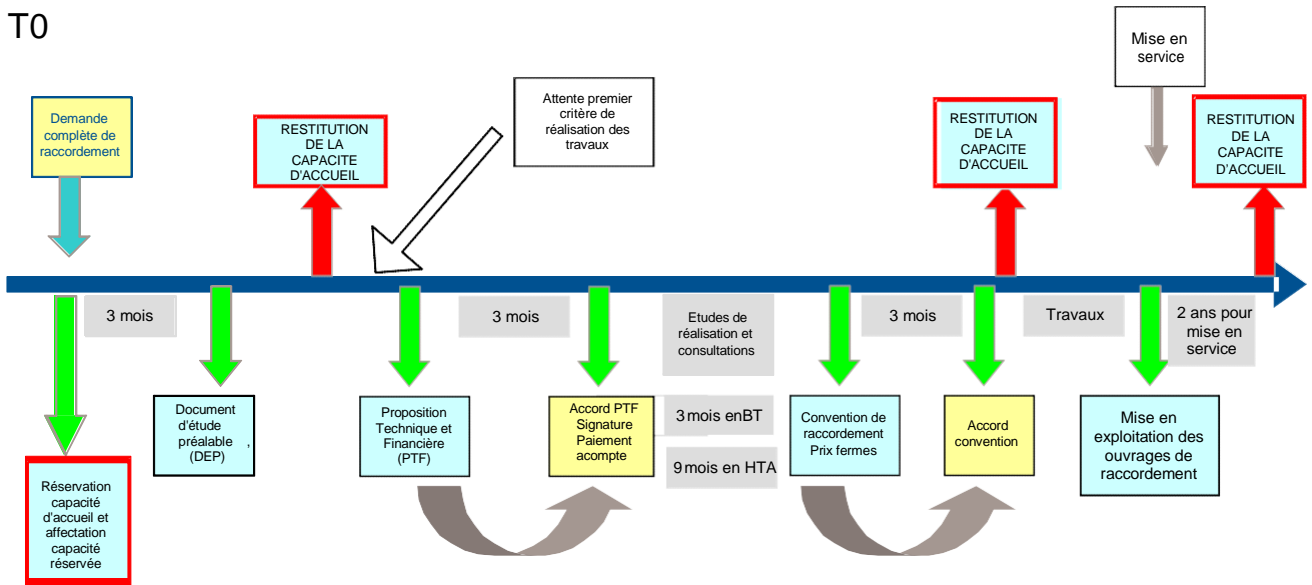 T0
Mise en
service
Demande
complète de
raccordement
RESTITUTION
DE LA
CAPACITE
D'ACCUEIL
Attente premier
critère de
réalisation des
travaux
RESTITUTION
DE LA
CAPACITE
D'ACCUEIL
RESTITUTION
DE LA
CAPACITE
D'ACCUEIL
3 mois
3 mois
Etudes de
réalisation et
consultations
3 mois
Travaux
2 ans pour
mise en
service
Document
d'étude
préalable ,
(DEP)
Proposition
Technique et
Financière
(PTF)
Accord PTF
Signature
Paiement
acompte
3 mois enBT
9 mois en HTA
Convention de
raccordement
Prix fermes
Accord
convention
Mise en
exploitation des
ouvrages de
raccordement
Réservation
capacité
d'accueil et
affectation
capacité
réservée